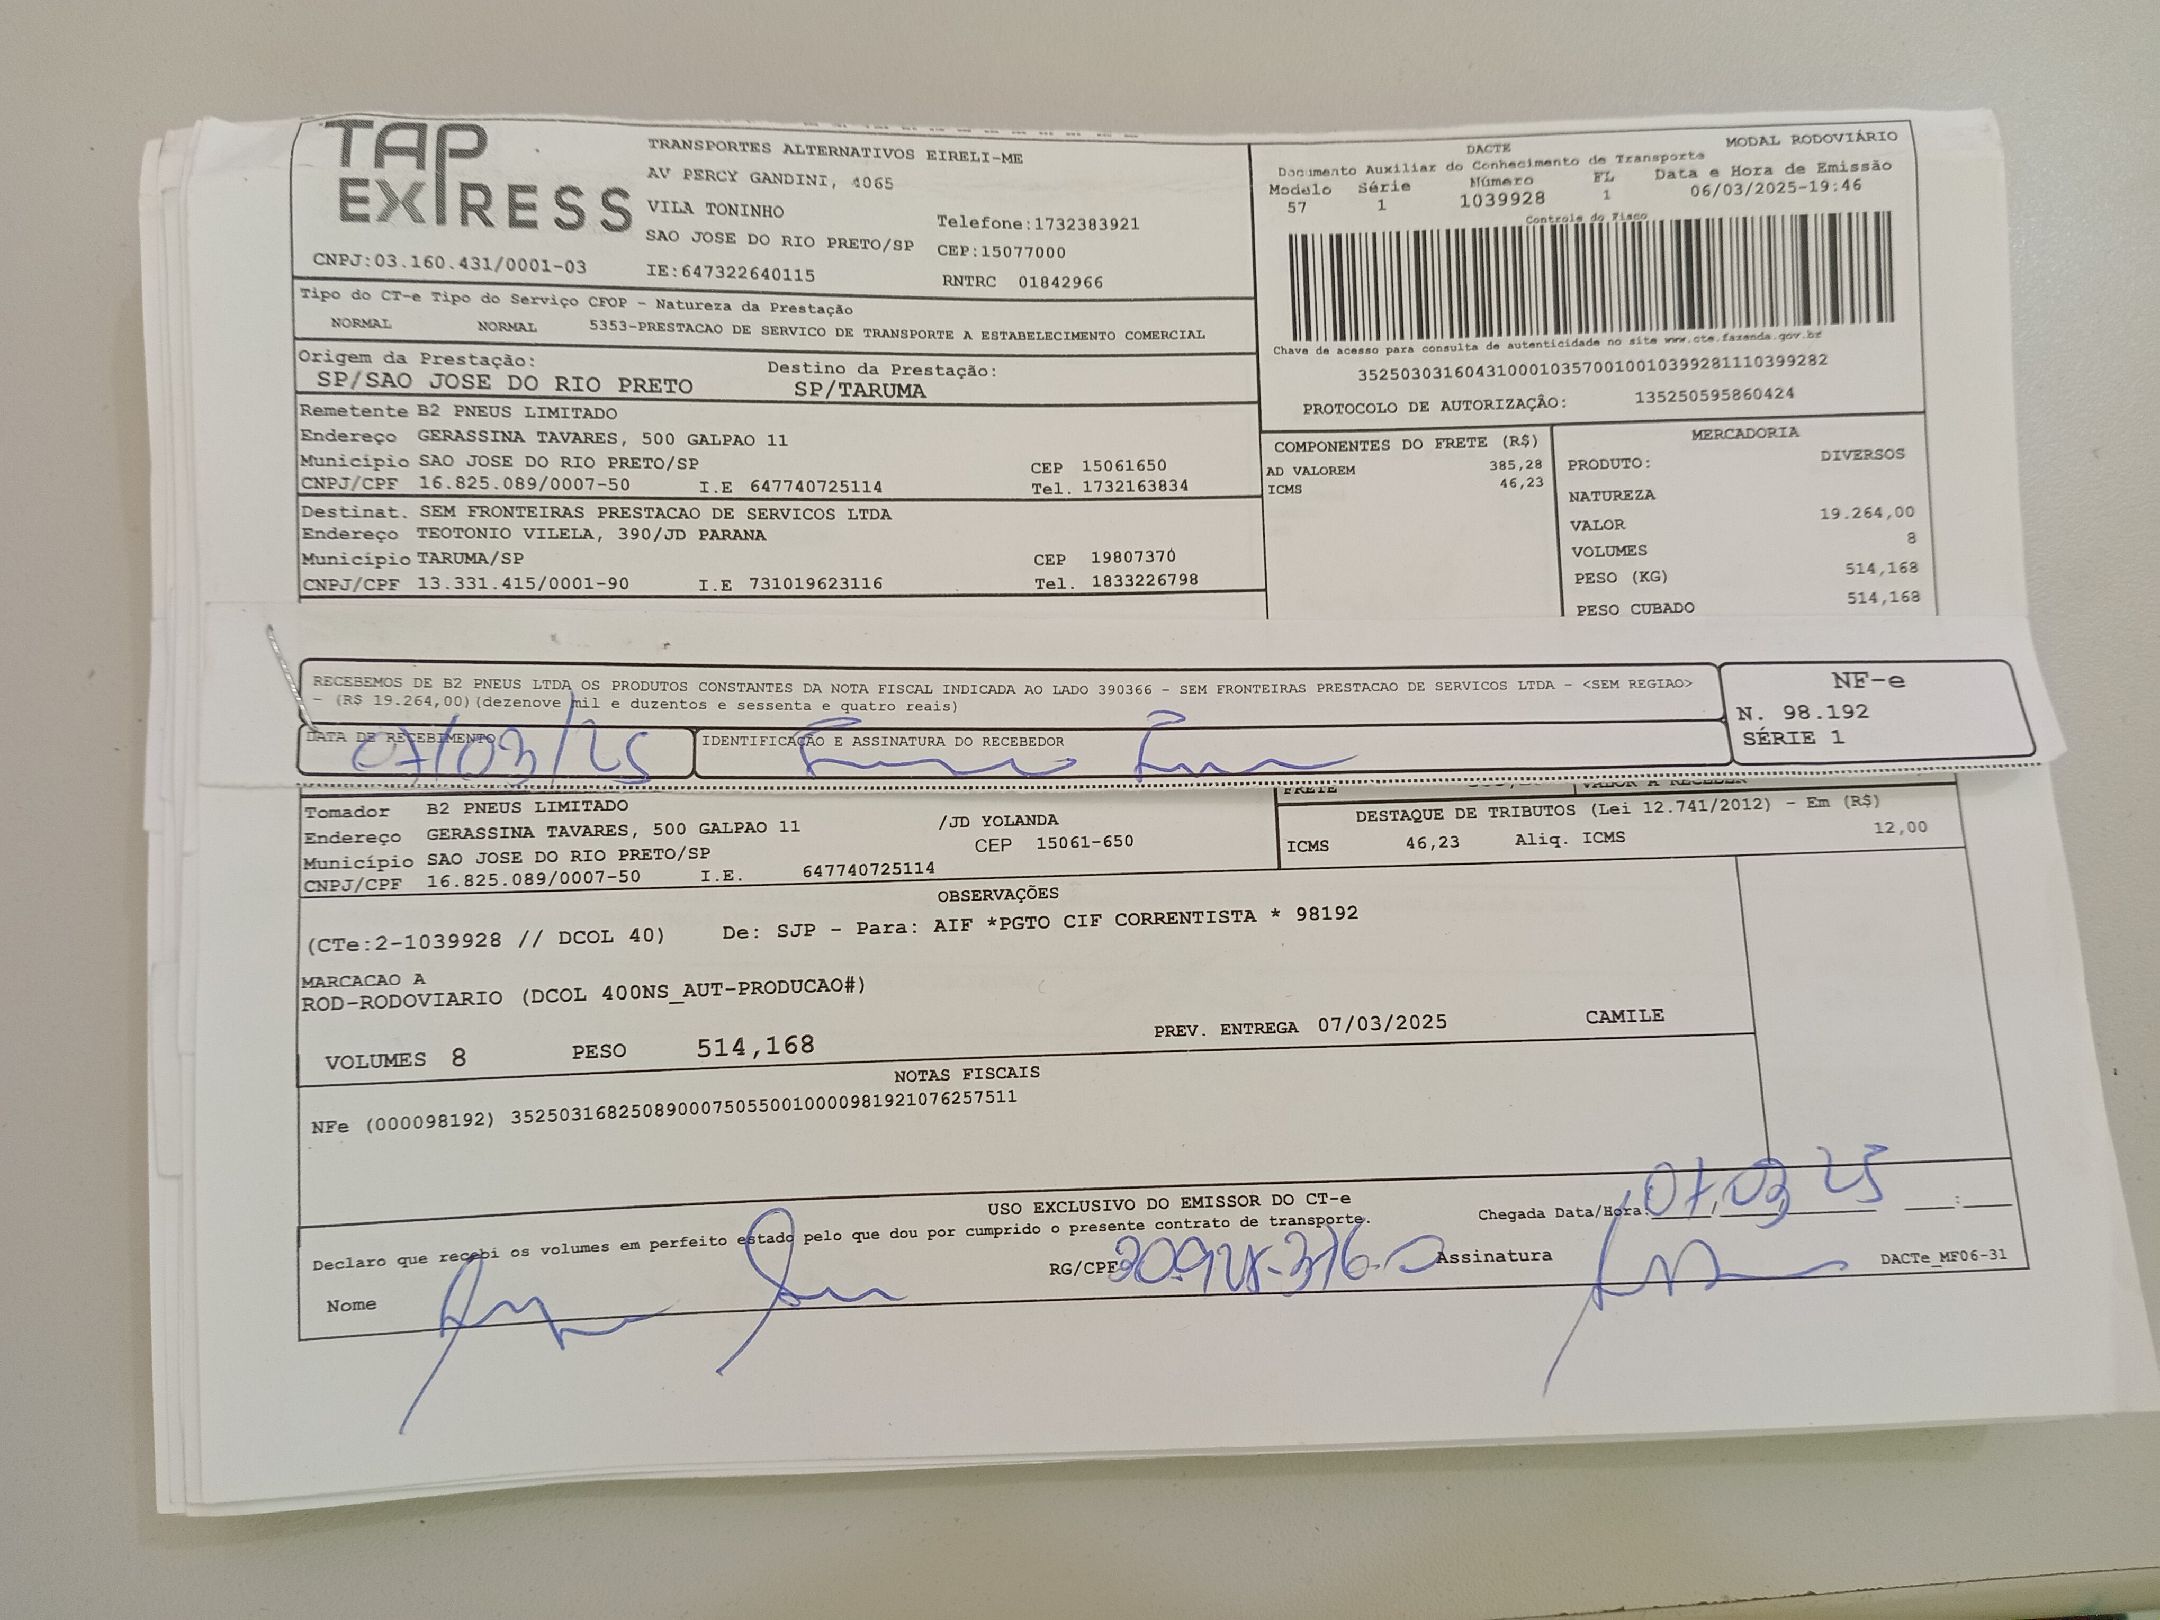 TAP EXPRESS
TRANSPORTES ALTERNATIVOS EIRELI-ME
AV PERCY GANDINI, 4065
VILA TONINHO
Telefone:1732383921
SAO JOSE DO RIO PRETO/SP CEP:15077000
CNPJ:03.160.431/0001-03 IE:647322640115 RNTRC 01842966
DACTE MODAL RODOVIÁRIO
Documento Auxiliar do Conhecimento de Transporte
Modelo Série Número FL Data e Hora de Emissão
57 1 1039928 1 06/03/2025-19:46
Controle do Fisco
Chave de acesso para consulta de autenticidade no site www.cte.fazenda.gov.br
35250303160431000103570010010399281110399282
PROTOCOLO DE AUTORIZAÇÃO: 135250595860424
Tipo do CT-e Tipo do Serviço CFOP - Natureza da Prestação
NORMAL NORMAL 5353-PRESTACAO DE SERVICO DE TRANSPORTE A ESTABELECIMENTO COMERCIAL
Origem da Prestação: Destino da Prestação:
SP/SAO JOSE DO RIO PRETO SP/TARUMA
Remetente B2 PNEUS LIMITADO
Endereço GERASSINA TAVARES, 500 GALPAO 11
Município SAO JOSE DO RIO PRETO/SP CEP 15061650
CNPJ/CPF 16.825.089/0007-50 I.E 647740725114 Tel. 1732163834
Destinat. SEM FRONTEIRAS PRESTACAO DE SERVICOS LTDA
Endereço TEOTONIO VILELA, 390/JD PARANA
Município TARUMA/SP CEP 19807370
CNPJ/CPF 13.331.415/0001-90 I.E 731019623116 Tel. 1833226798
COMPONENTES DO FRETE (R$)
AD VALOREM 385,28
ICMS 46,23
MERCADORIA
PRODUTO: DIVERSOS
NATUREZA
VALOR 19.264,00
VOLUMES 8
PESO (KG) 514,168
PESO CUBADO 514,168
RECEBEMOS DE B2 PNEUS LTDA OS PRODUTOS CONSTANTES DA NOTA FISCAL INDICADA AO LADO 390366 - SEM FRONTEIRAS PRESTACAO DE SERVICOS LTDA - <SEM REGIAO>
- (R$ 19.264,00)(dezenove mil e duzentos e sessenta e quatro reais)
DATA DE RECEBIMENTO IDENTIFICAÇÃO E ASSINATURA DO RECEBEDOR
07/03/25
NF-e
N. 98.192
SÉRIE 1
FRETE VALOR A RECEBER
Tomador B2 PNEUS LIMITADO
Endereço GERASSINA TAVARES, 500 GALPAO 11 /JD YOLANDA
Município SAO JOSE DO RIO PRETO/SP CEP 15061-650
CNPJ/CPF 16.825.089/0007-50 I.E. 647740725114
DESTAQUE DE TRIBUTOS (Lei 12.741/2012) - Em (R$)
ICMS 46,23 Aliq. ICMS 12,00
OBSERVAÇÕES
(CTe:2-1039928 // DCOL 40) De: SJP - Para: AIF *PGTO CIF CORRENTISTA * 98192
MARCACAO A
ROD-RODOVIARIO (DCOL 400NS_AUT-PRODUCAO#)
PREV. ENTREGA 07/03/2025 CAMILE
VOLUMES 8 PESO 514,168
NOTAS FISCAIS
NFe (000098192) 35250316825089000750550010000981921076257511
USO EXCLUSIVO DO EMISSOR DO CT-e
Declaro que recebi os volumes em perfeito estado pelo que dou por cumprido o presente contrato de transporte.
Chegada Data/Hora: 07/03 25 :
Nome RG/CPF Assinatura DACTe_MF06-31